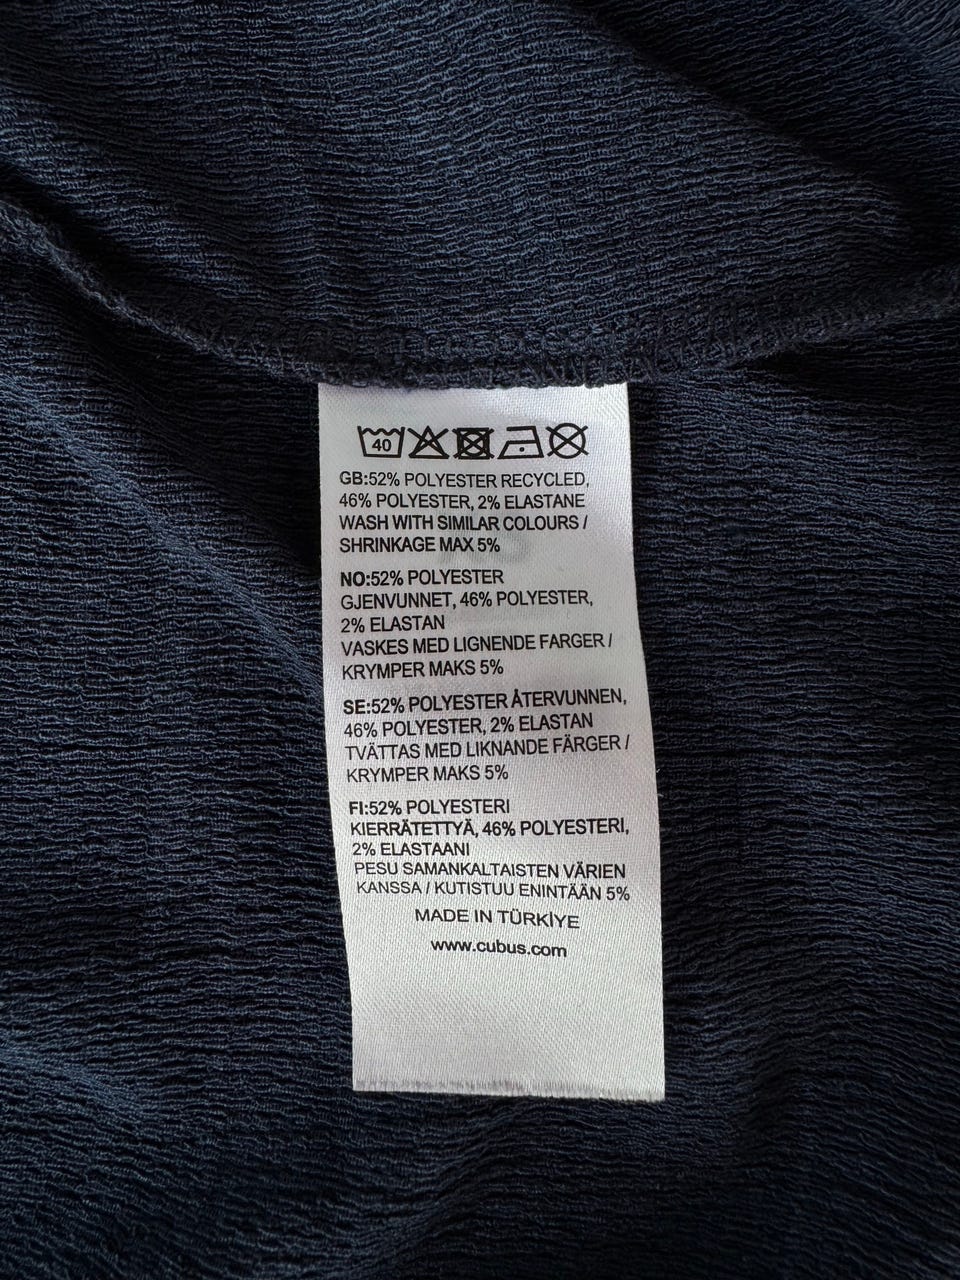 40
GB:52% POLYESTER RECYCLED,
46% POLYESTER, 2% ELASTANE
WASH WITH SIMILAR COLOURS /
SHRINKAGE MAX 5%
NO:52% POLYESTER
GJENVUNNET, 46% POLYESTER,
2% ELASTAN
VASKES MED LIGNENDE FARGER /
KRYMPER MAKS 5%
SE:52% POLYESTER ÅTERVUNNEN,
46% POLYESTER, 2% ELASTAN
TVÄTTAS MED LIKNANDE FÄRGER /
KRYMPER MAKS 5%
FI:52% POLYESTERI
KIERRÄTETTYÄ, 46% POLYESTERI,
2% ELASTAANI
PESU SAMANKALTAISTEN VÄRIEN
KANSSA / KUTISTUU ENINTÄÄN 5%
MADE IN TÜRKİYE
www.cubus.com